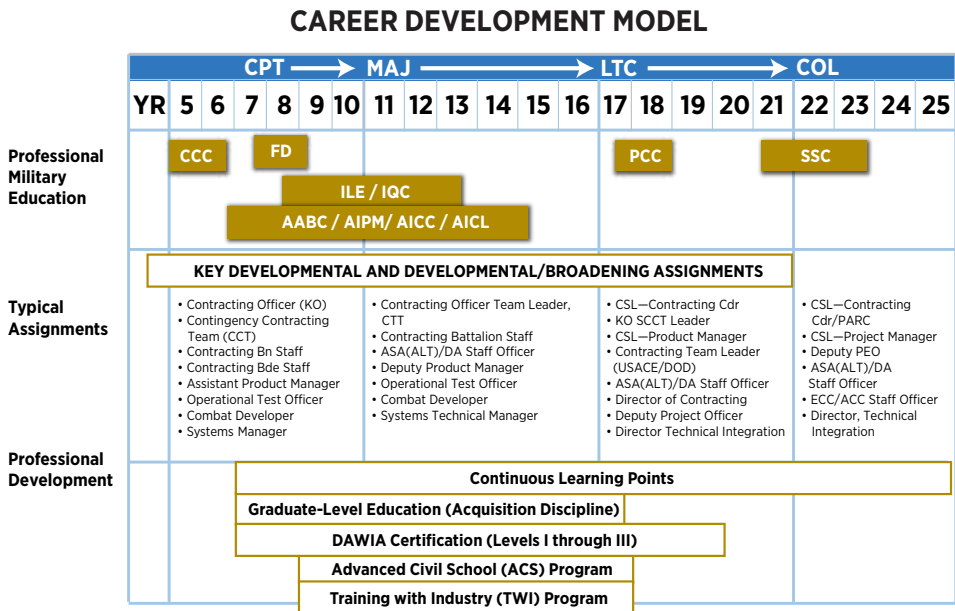 CAREER DEVELOPMENT MODEL
CPT MAJ LTC COL
YR 5 6 7 8 9 10 11 12 13 14 15 16 17 18 19 20 21 22 23 24 25
Professional
Military
Education
CCC
FD
PCC
SSC
ILE / IQC
AABC / AIPM/ AICC / AICL
KEY DEVELOPMENTAL AND DEVELOPMENTAL/BROADENING ASSIGNMENTS
Typical
Assignments
• Contracting Officer (KO)
• Contingency Contracting
Team (CCT)
• Contracting Bn Staff
• Contracting Bde Staff
• Assistant Product Manager
• Operational Test Officer
• Combat Developer
• Systems Manager
• Contracting Officer Team Leader,
CTT
• Contracting Battalion Staff
• ASA(ALT)/DA Staff Officer
• Deputy Product Manager
• Operational Test Officer
• Combat Developer
• Systems Technical Manager
• CSL—Contracting Cdr
• KO SCCT Leader
• CSL—Product Manager
• Contracting Team Leader
(USACE/DOD)
• ASA(ALT)/DA Staff Officer
• Director of Contracting
• Deputy Project Officer
• Director Technical Integration
• CSL—Contracting
Cdr/PARC
• CSL—Project Manager
• Deputy PEO
• ASA(ALT)/DA
Staff Officer
• ECC/ACC Staff Officer
• Director, Technical
Integration
Professional
Development
Continuous Learning Points
Graduate-Level Education (Acquisition Discipline)
DAWIA Certification (Levels I through III)
Advanced Civil School (ACS) Program
Training with Industry (TWI) Program